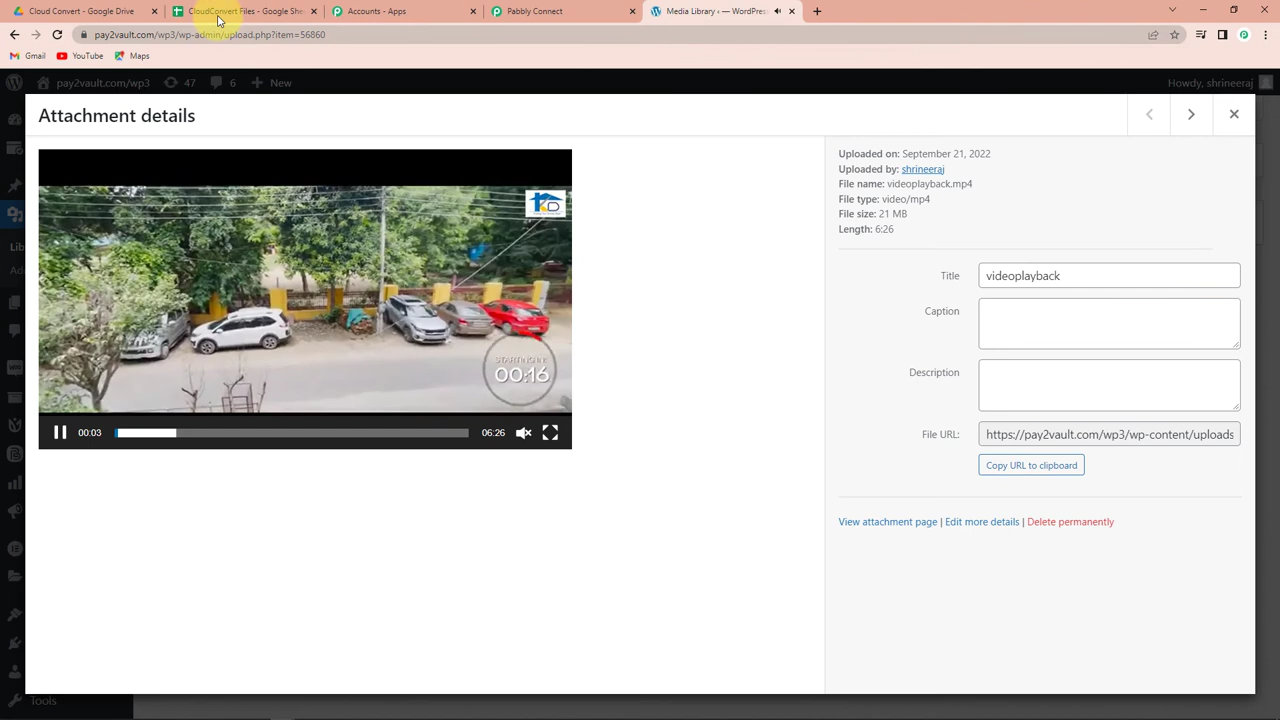 Cloud Convert - Google Drive
CloudConvert Files - Google She
Accounts - Apps
Pabbly Connect
Media Library ‹ — WordPres
pay2vault.com/wp3/wp-admin/upload.php?item=56860
Gmail
YouTube
Maps
pay2vault.com/wp3
47
6
New
Howdy, shrineeraj
Attachment details
STARTING IN
00:16
00:03
06:26
Uploaded on: September 21, 2022
Uploaded by: shrineeraj
File name: videoplayback.mp4
File type: video/mp4
File size: 21 MB
Length: 6:26
Title
videoplayback
Caption
Description
File URL:
https://pay2vault.com/wp3/wp-content/uploads
Copy URL to clipboard
View attachment page | Edit more details | Delete permanently
Lib
Ad
Tools